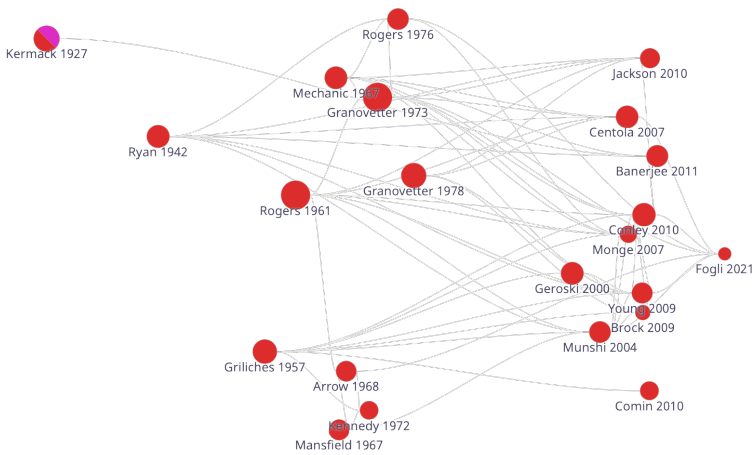 Rogers 1976
Kermack 1927
Jackson 2010
Mechanic 1967
Granovetter 1973
Centola 2007
Ryan 1942
Banerjee 2011
Granovetter 1978
Rogers 1961
Conley 2010
Monge 2007
Fogli 2021
Geroski 2000
Young 2009
Brock 2009
Munshi 2004
Griliches 1957
Arrow 1968
Comin 2010
Kennedy 1972
Mansfield 1967